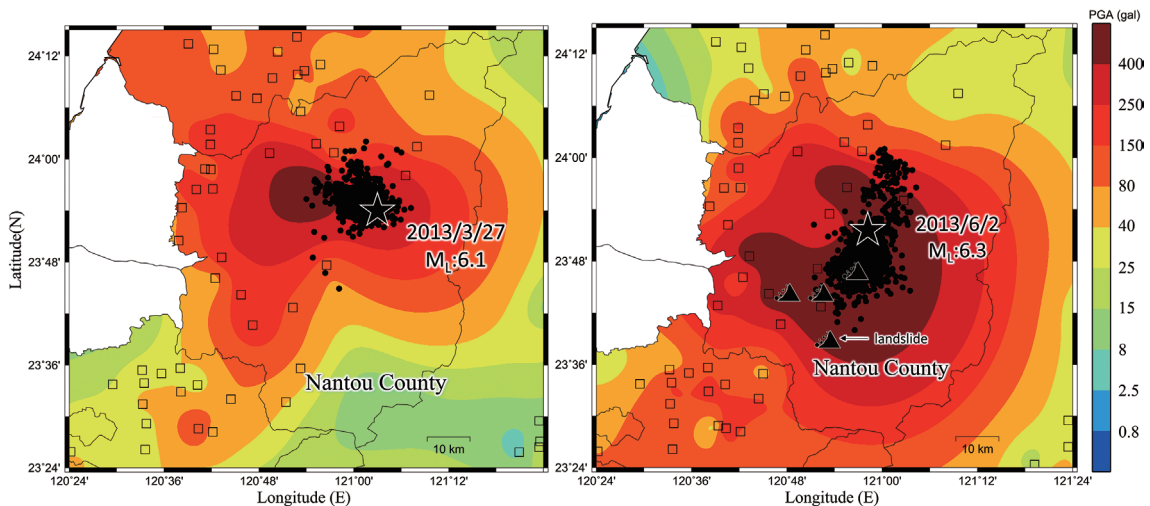 PGA (gal)
24°12'
24°00'
23°48'
23°36'
23°24'
Latitude(N)
2013/3/27
ML:6.1
Nantou County
10 km
120°24'
120°36'
120°48'
121°00'
121°12'
Longitude (E)
24°12'
24°00'
23°48'
23°36'
23°24'
2013/6/2
ML:6.3
landslide
Nantou County
10 km
120°36'
120°48'
121°00'
121°12'
121°24'
Longitude (E)
400
250
150
80
40
25
15
8
2.5
0.8